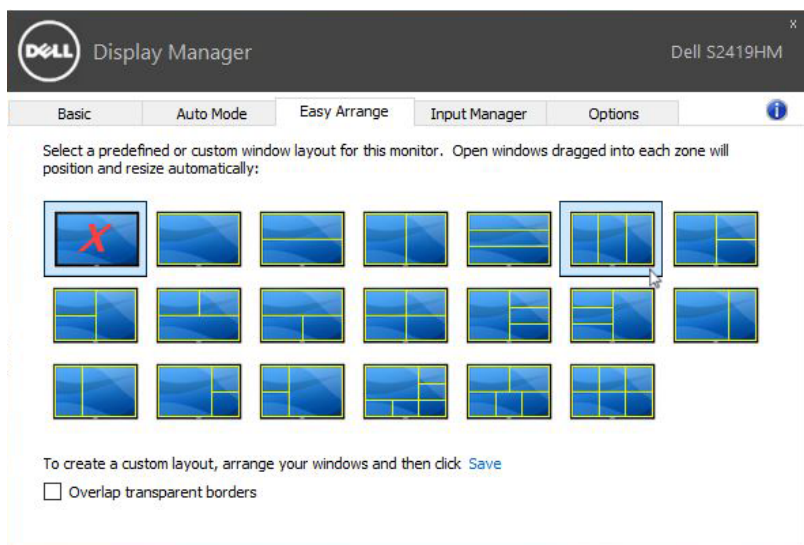 x
DELL Display Manager Dell S2419HM
Basic Auto Mode Easy Arrange Input Manager Options i
Select a predefined or custom window layout for this monitor. Open windows dragged into each zone will
position and resize automatically:
X
To create a custom layout, arrange your windows and then click Save
Overlap transparent borders